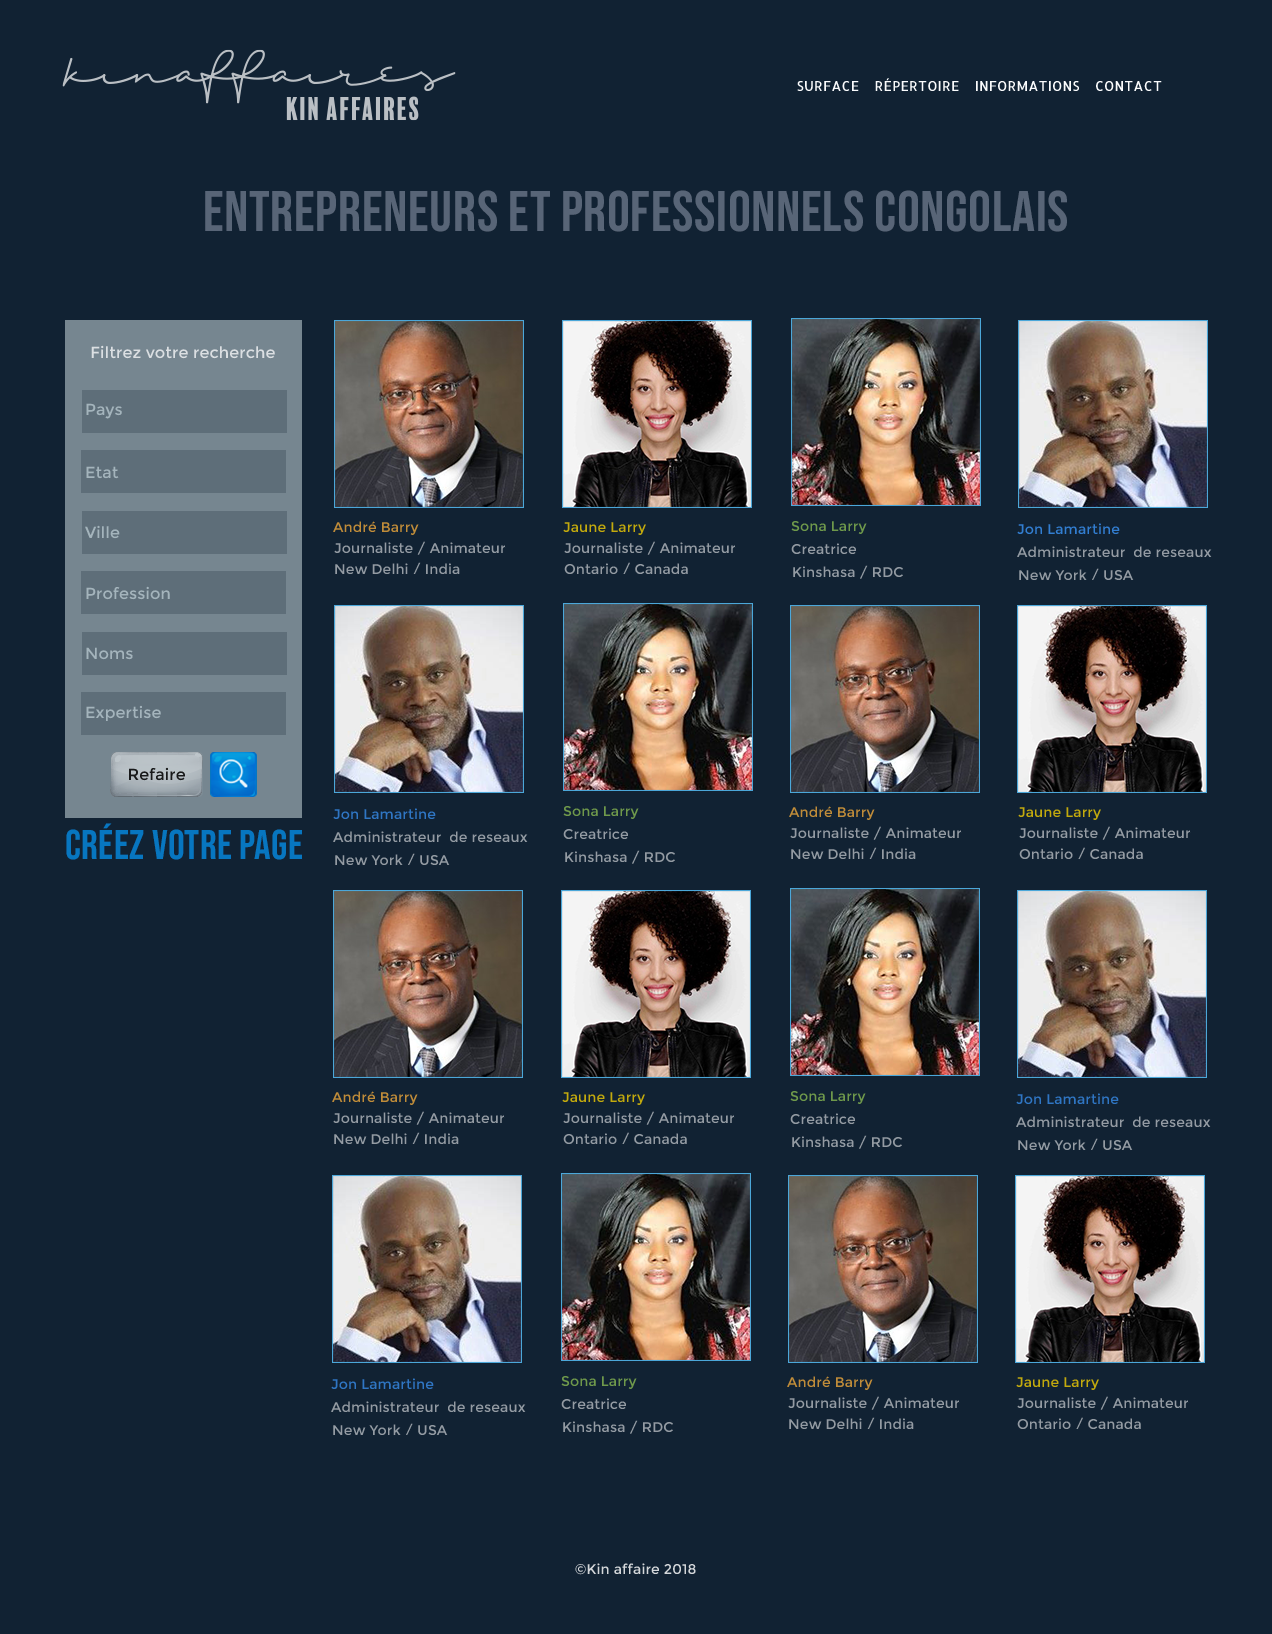 kinaffaires
KIN AFFAIRES
SURFACE RÉPERTOIRE INFORMATIONS CONTACT
ENTREPRENEURS ET PROFESSIONNELS CONGOLAIS
Filtrez votre recherche
Pays
Etat
Ville
Profession
Noms
Expertise
Refaire
CRÉEZ VOTRE PAGE
André Barry
Journaliste / Animateur
New Delhi / India
Jaune Larry
Journaliste / Animateur
Ontario / Canada
Sona Larry
Creatrice
Kinshasa / RDC
Jon Lamartine
Administrateur de reseaux
New York / USA
Jon Lamartine
Administrateur de reseaux
New York / USA
Sona Larry
Creatrice
Kinshasa / RDC
André Barry
Journaliste / Animateur
New Delhi / India
Jaune Larry
Journaliste / Animateur
Ontario / Canada
André Barry
Journaliste / Animateur
New Delhi / India
Jaune Larry
Journaliste / Animateur
Ontario / Canada
Sona Larry
Creatrice
Kinshasa / RDC
Jon Lamartine
Administrateur de reseaux
New York / USA
Jon Lamartine
Administrateur de reseaux
New York / USA
Sona Larry
Creatrice
Kinshasa / RDC
André Barry
Journaliste / Animateur
New Delhi / India
Jaune Larry
Journaliste / Animateur
Ontario / Canada
©Kin affaire 2018